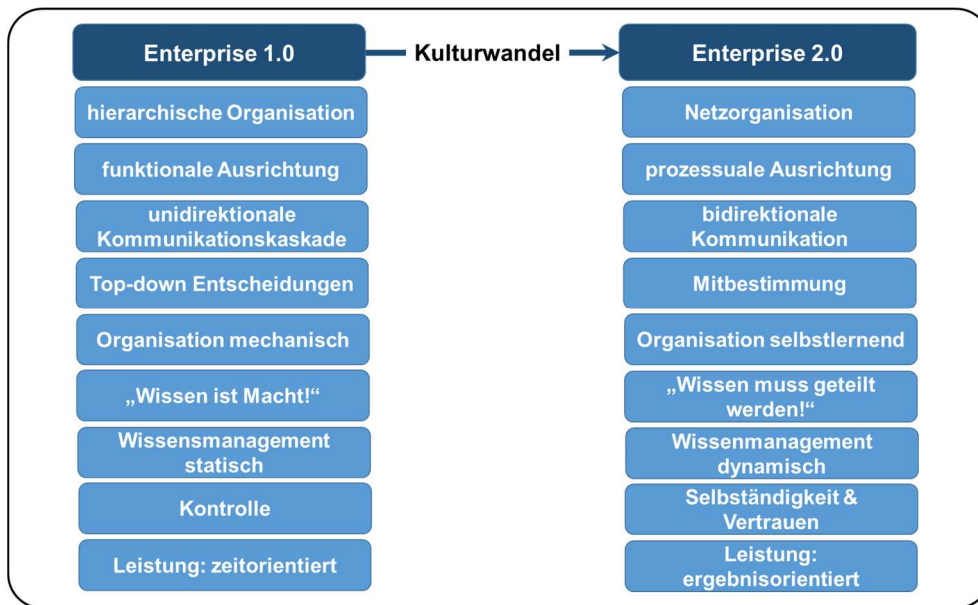 Enterprise 1.0
Kulturwandel
Enterprise 2.0
hierarchische Organisation
Netzorganisation
funktionale Ausrichtung
prozessuale Ausrichtung
unidirektionale
Kommunikationskaskade
bidirektionale
Kommunikation
Top-down Entscheidungen
Mitbestimmung
Organisation mechanisch
Organisation selbstlernend
„Wissen ist Macht!“
„Wissen muss geteilt
werden!“
Wissensmanagement
statisch
Wissenmanagement
dynamisch
Kontrolle
Selbständigkeit &
Vertrauen
Leistung: zeitorientiert
Leistung:
ergebnisorientiert